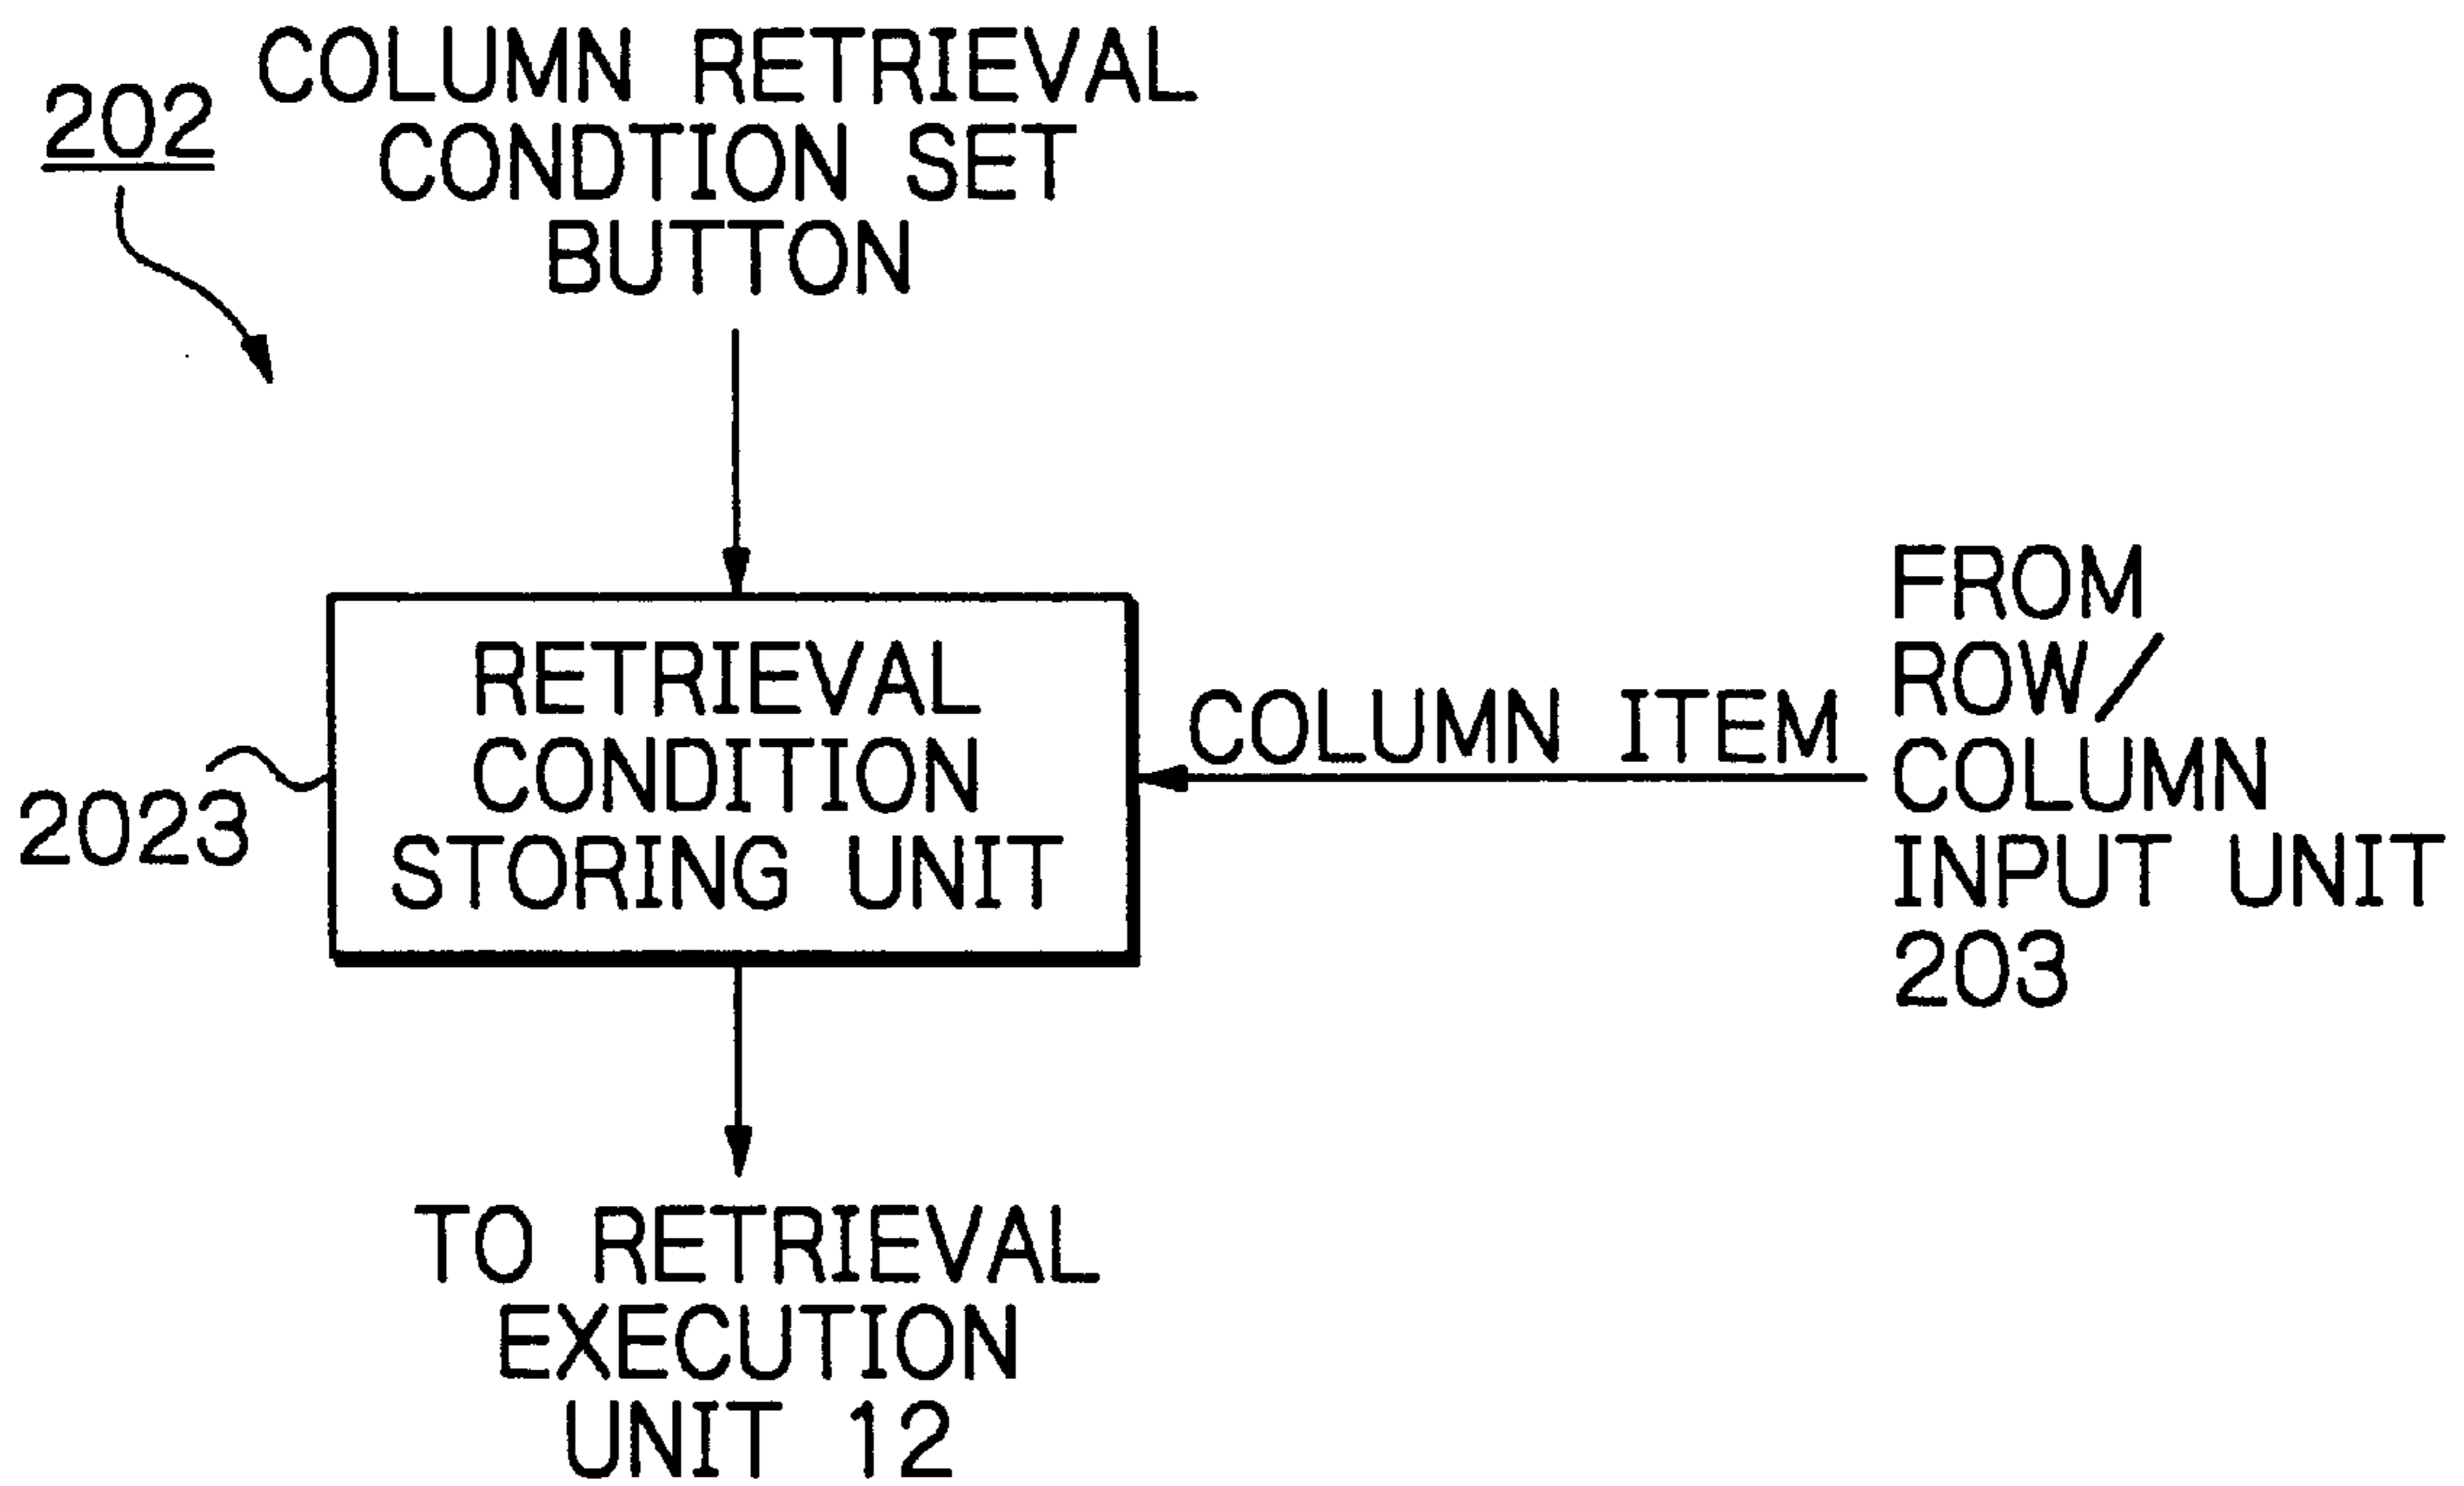 202
COLUMN RETRIEVAL
CONDTION SET
BUTTON
RETRIEVAL
CONDITION
STORING UNIT
2023
COLUMN ITEM
FROM
ROW/
COLUMN
INPUT UNIT
203
TO RETRIEVAL
EXECUTION
UNIT 12